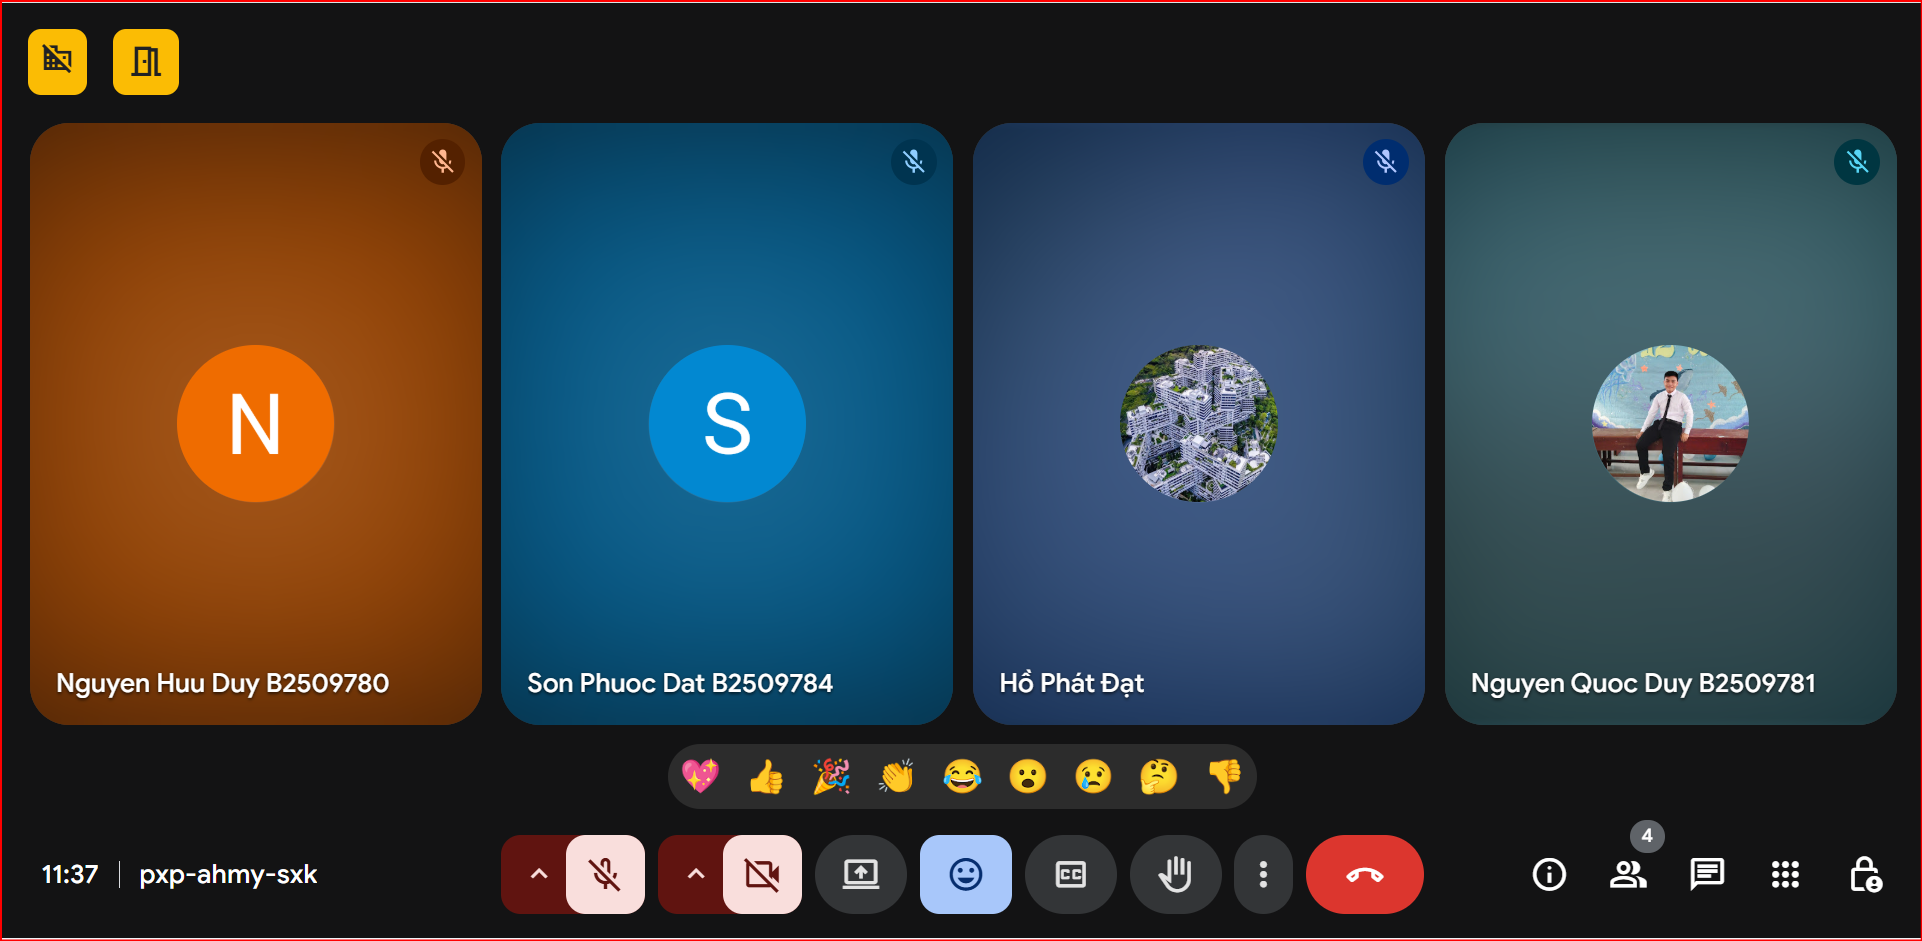 N
S
Nguyen Huu Duy B2509780
Son Phuoc Dat B2509784
Hồ Phát Đạt
Nguyen Quoc Duy B2509781
11:37
pxp-ahmy-sxk
CC
4